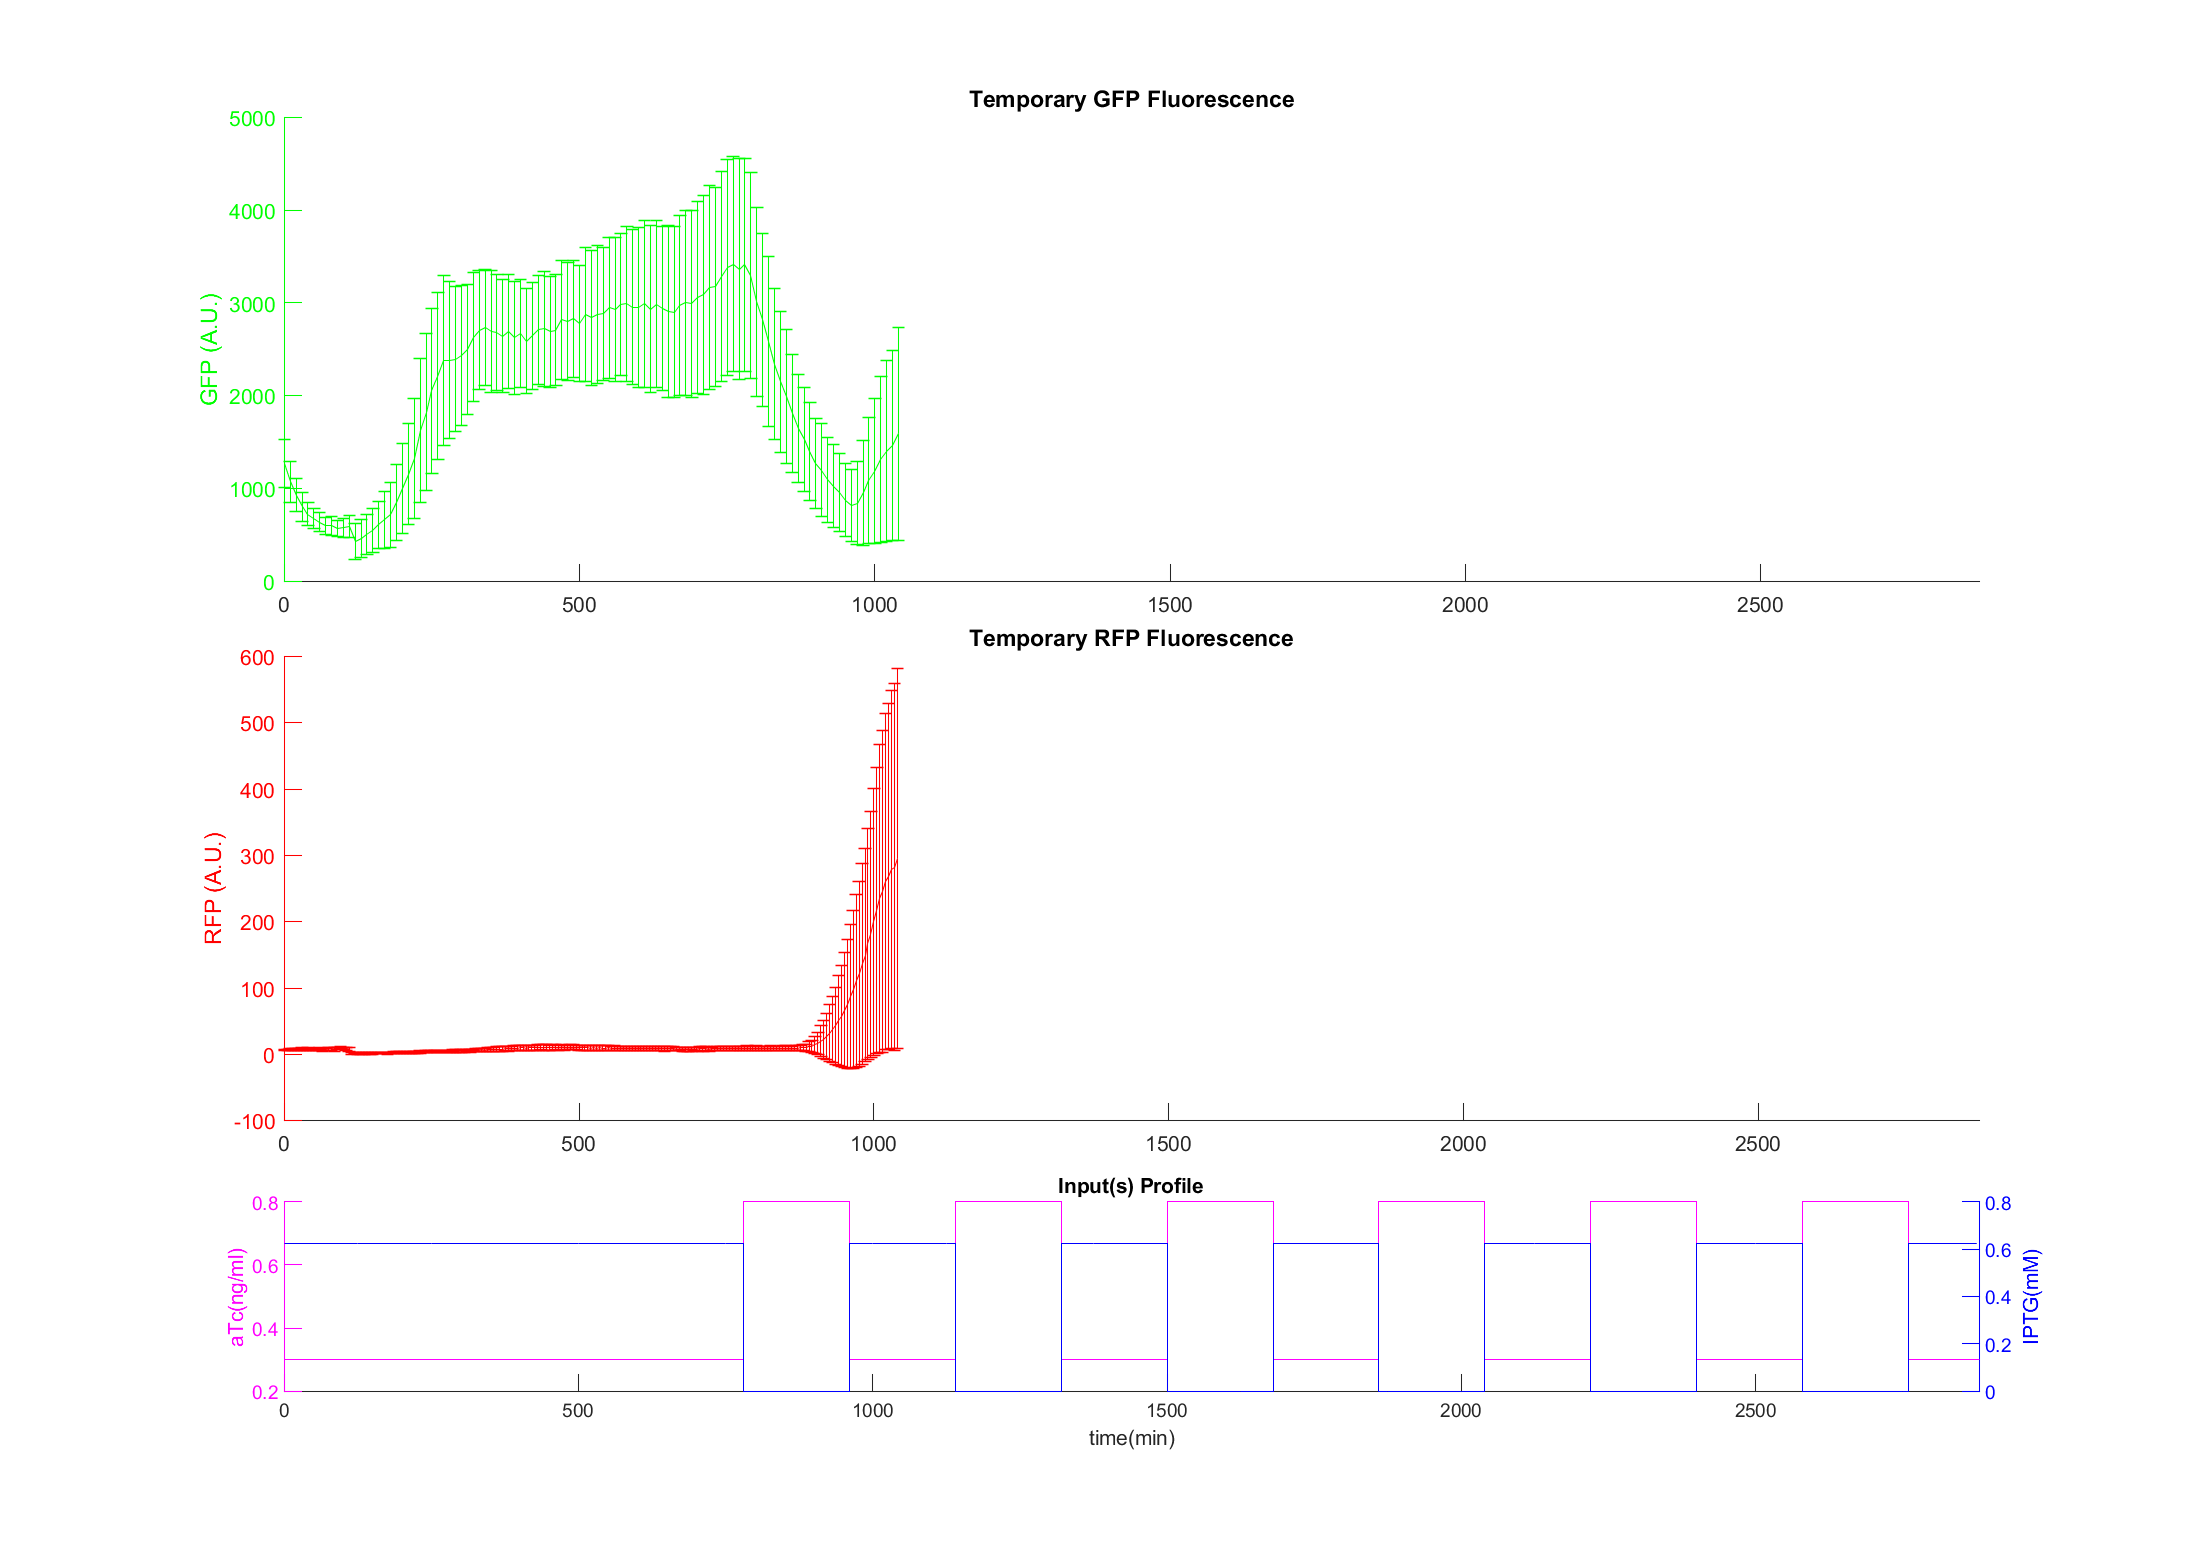 Temporary GFP Fluorescence
5000
4000
3000
2000
1000
0
GFP (A.U.)
0 500 1000 1500 2000 2500
Temporary RFP Fluorescence
600
500
400
300
200
100
0
-100
RFP (A.U.)
0 500 1000 1500 2000 2500
Input(s) Profile
0.8
0.6
0.4
0.2
aTc(ng/ml)
0.8
0.6
0.4
0.2
0
IPTG(mM)
0 500 1000 1500 2000 2500
time(min)